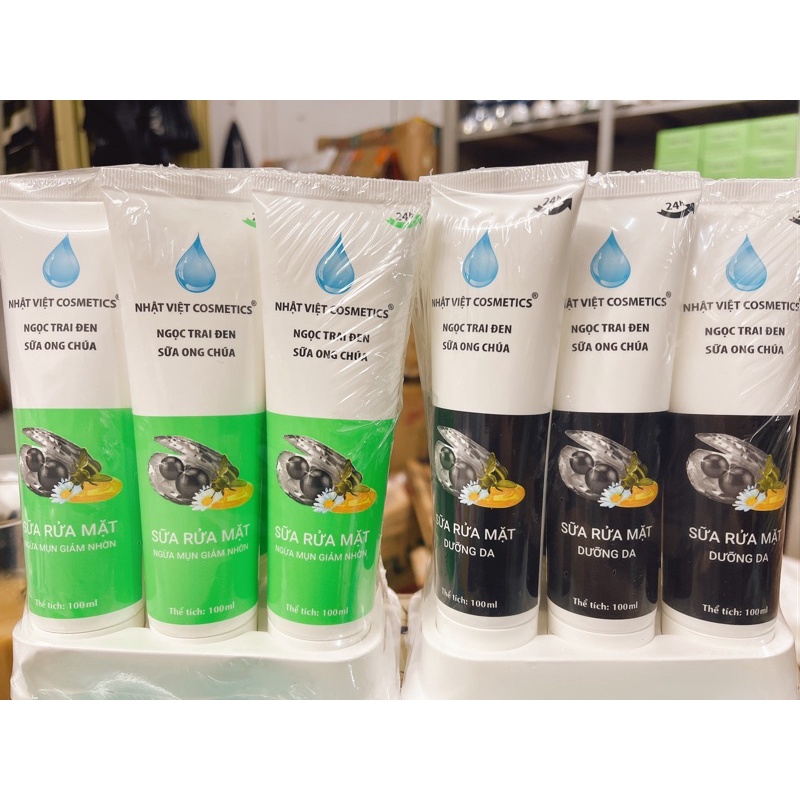 NHẬT VIỆT COSMETICS
NGỌC TRAI ĐEN
SỮA ONG CHÚA
SỮA RỬA MẶT
NGỪA MỤN GIẢM NHỜN
Thể tích: 100ml
24h
NHẬT VIỆT COSMETICS®
NGỌC TRAI ĐEN
SỮA ONG CHÚA
SỮA RỬA MẶT
NGỪA MỤN GIẢM NHỜN
Thể tích: 100ml
24h
NHẬT VIỆT COSMETICS®
NGỌC TRAI ĐEN
SỮA ONG CHÚA
SỮA RỬA MẶT
NGỪA MỤN GIẢM NHỜN
Thể tích: 100ml
24h
NHẬT VIỆT COSMETICS®
NGỌC TRAI ĐEN
SỮA ONG CHÚA
SỮA RỬA MẶT
DƯỠNG DA
Thể tích: 100ml
24h
NHẬT VIỆT COSMETICS®
NGỌC TRAI ĐEN
SỮA ONG CHÚA
SỮA RỬA MẶT
DƯỠNG DA
Thể tích: 100ml
24h
NHẬT VIỆT COSMETICS
NGỌC TRAI ĐEN
SỮA ONG CHÚA
SỮA RỬA MẶT
DƯỠNG DA
Thể tích: 100ml